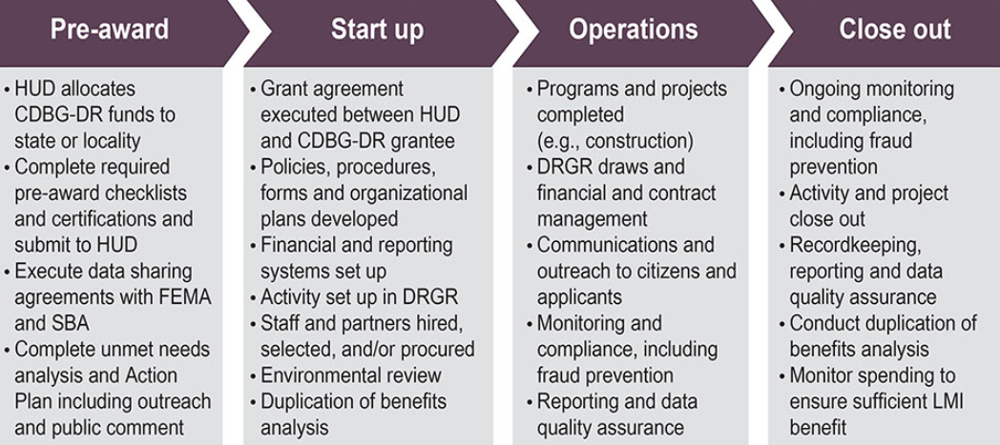 Pre-award
• HUD allocates
CDBG-DR funds to
state or locality
• Complete required
pre-award checklists
and certifications and
submit to HUD
• Execute data sharing
agreements with FEMA
and SBA
• Complete unmet needs
analysis and Action
Plan including outreach
and public comment
Start up
• Grant agreement
executed between HUD
and CDBG-DR grantee
• Policies, procedures,
forms and organizational
plans developed
• Financial and reporting
systems set up
• Activity set up in DRGR
• Staff and partners hired,
selected, and/or procured
• Environmental review
• Duplication of benefits
analysis
Operations
• Programs and projects
completed
(e.g., construction)
• DRGR draws and
financial and contract
management
• Communications and
outreach to citizens and
applicants
• Monitoring and
compliance, including
fraud prevention
• Reporting and data
quality assurance
Close out
• Ongoing monitoring
and compliance,
including fraud
prevention
• Activity and project
close out
• Recordkeeping,
reporting and data
quality assurance
• Conduct duplication of
benefits analysis
• Monitor spending to
ensure sufficient LMI
benefit